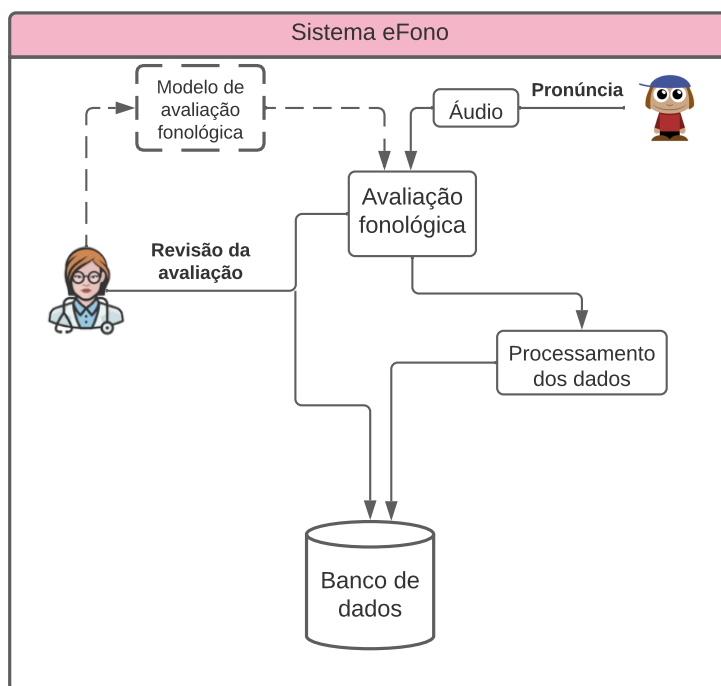 Sistema eFono
Modelo de
avaliação
fonológica
Áudio
Pronúncia
Avaliação
fonológica
Revisão da
avaliação
Processamento
dos dados
Banco de
dados